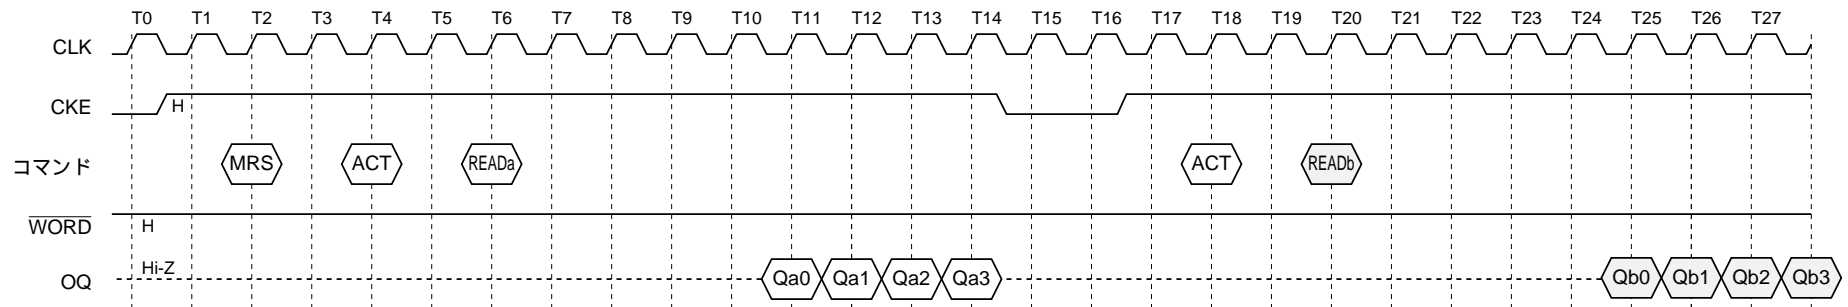 T0 T1 T2 T3 T4 T5 T6 T7 T8 T9 T10 T11 T12 T13 T14 T15 T16 T17 T18 T19 T20 T21 T22 T23 T24 T25 T26 T27
CLK
CKE H
コマンド MRS ACT READa ACT READb
WORD H
OQ Hi-Z Qa0 Qa1 Qa2 Qa3 Qb0 Qb1 Qb2 Qb3